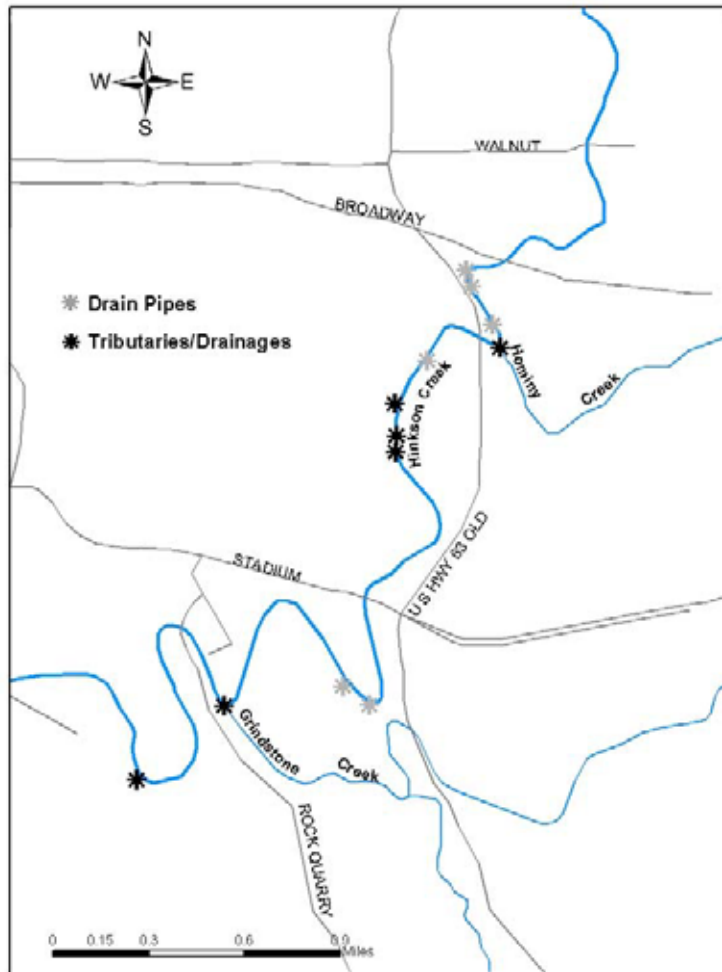 N
W E
S
WALNUT
BROADWAY
Drain Pipes
Tributaries/Drainages
Hominy
Creek
Hinkson Creek
U S HWY 63 OLD
STADIUM
Grindstone
Creek
ROCK QUARRY
0 0.15 0.3 0.6 0.9
Miles